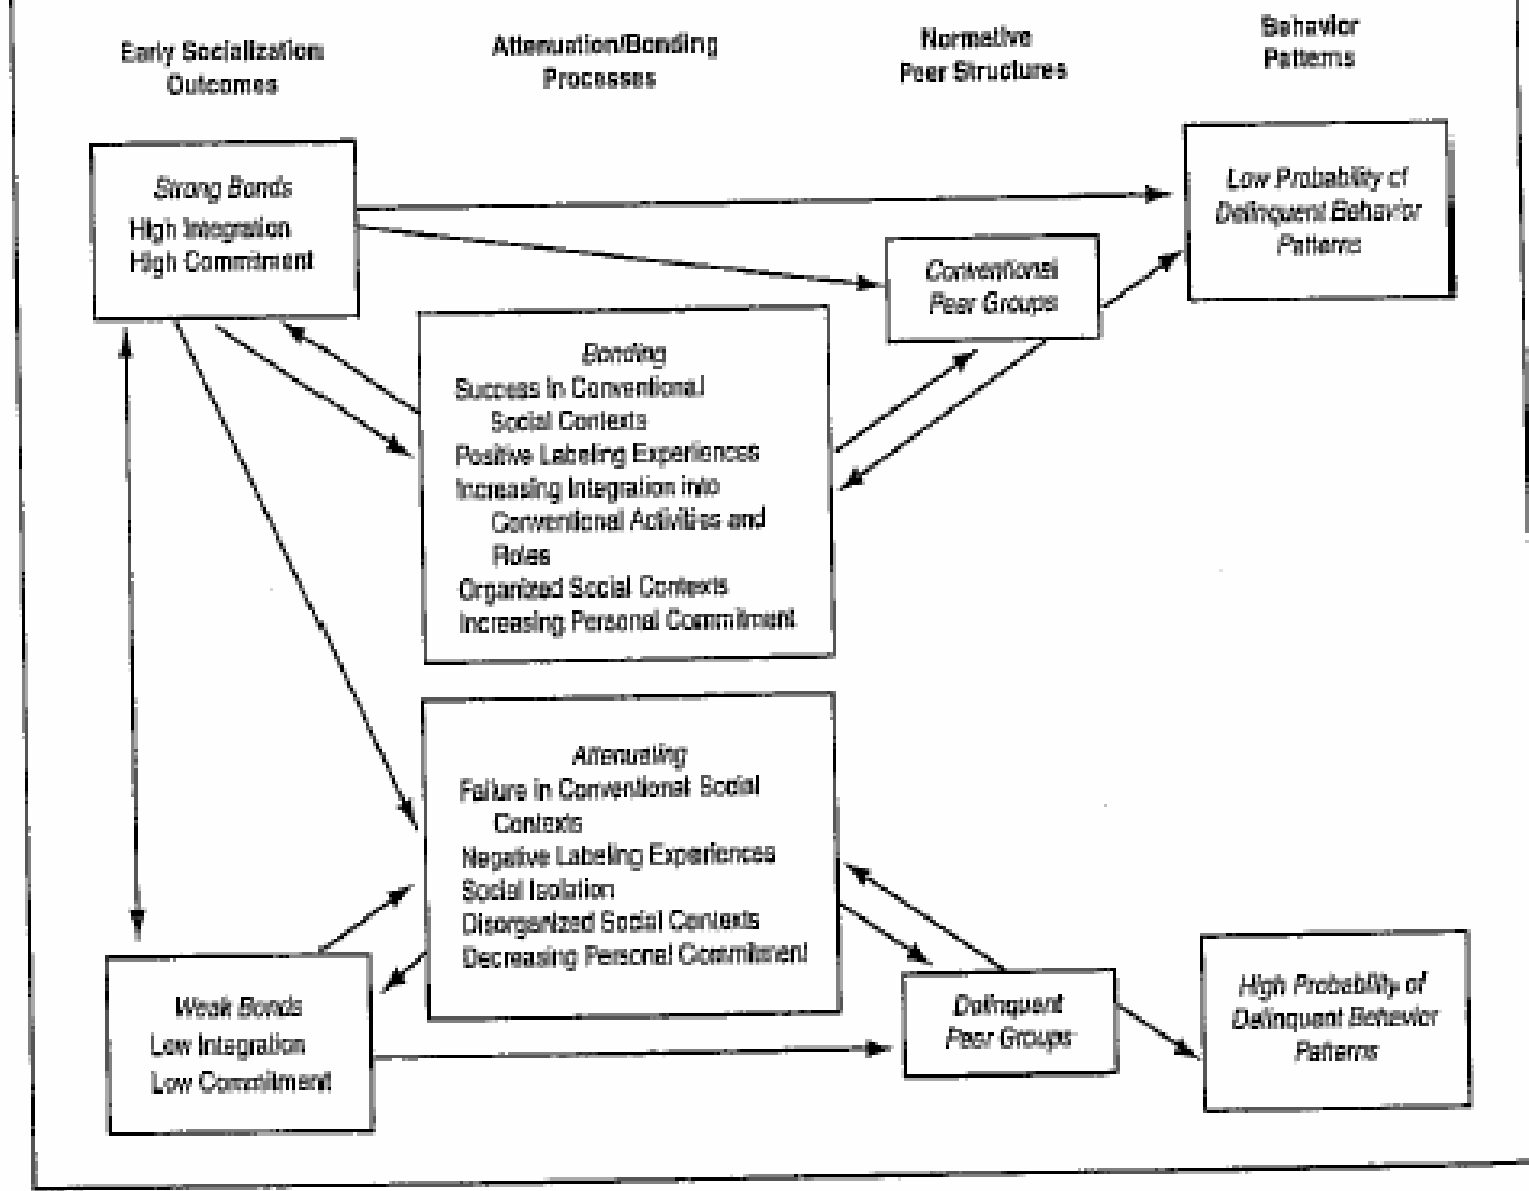 Early Socialization
Outcomes
Attenuation/Bonding
Processes
Normative
Peer Structures
Behavior
Patterns
Strong Bonds
High Integration
High Commitment
Low Probability of
Delinquent Behavior
Patterns
Conventional
Peer Groups
Bonding
Success in Conventional
Social Contexts
Positive Labeling Experiences
Increasing Integration into
Conventional Activities and
Roles
Organized Social Contexts
Increasing Personal Commitment
Attenuating
Failure in Conventional Social
Contexts
Negative Labeling Experiences
Social Isolation
Disorganized Social Contexts
Decreasing Personal Commitment
Weak Bonds
Low Integration
Low Commitment
Delinquent
Peer Groups
High Probability of
Delinquent Behavior
Patterns